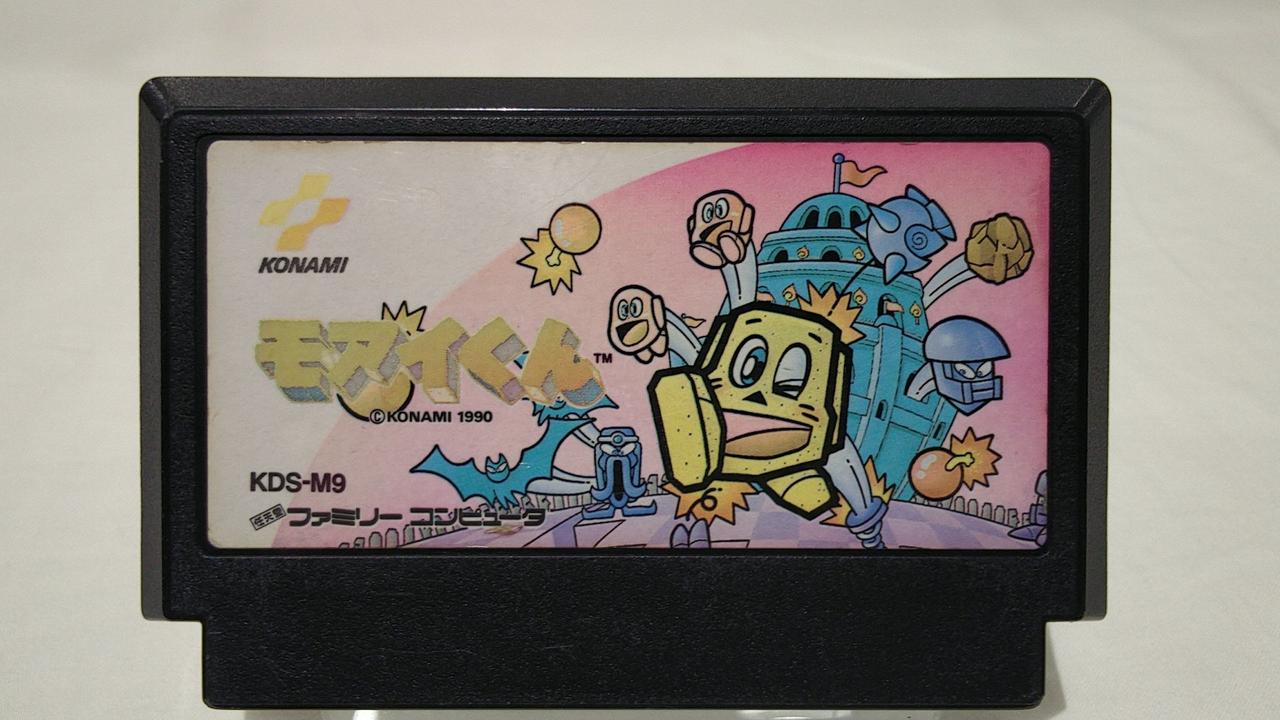 KONAMI
モアイくん™
©KONAMI 1990
KDS-M9
任天堂 ファミリーコンピュータ